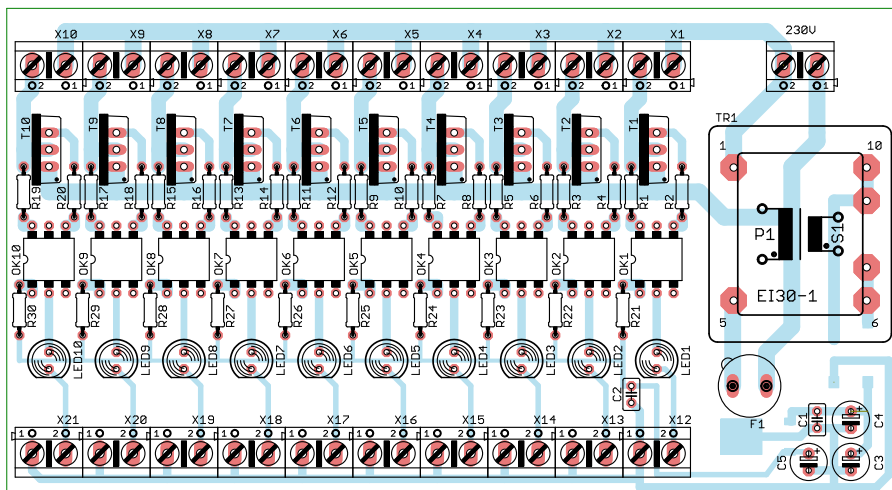 X10 X9 X8 X7 X6 X5 X4 X3 X2 X1 230V
2 1 2 1 2 1 2 1 2 1 2 1 2 1 2 1 2 1 2 1 2 1
T10 T9 T8 T7 T6 T5 T4 T3 T2 T1 TR1
1 10
R19 R20 R17 R18 R15 R16 R13 R14 R11 R12 R9 R10 R7 R8 R5 R6 R3 R4 R1 R2
P1 S1
OK10 OK9 OK8 OK7 OK6 OK5 OK4 OK3 OK2 OK1
EI30-1
R30 R29 R28 R27 R26 R25 R24 R23 R22 R21
5 6
LED10 LED9 LED8 LED7 LED6 LED5 LED4 LED3 LED2 LED1
C2 F1 C1 + C4
X21 X20 X19 X18 X17 X16 X15 X14 X13 X12
1 2 1 2 1 2 1 2 1 2 1 2 1 2 1 2 1 2 1 2
C5 + + C3